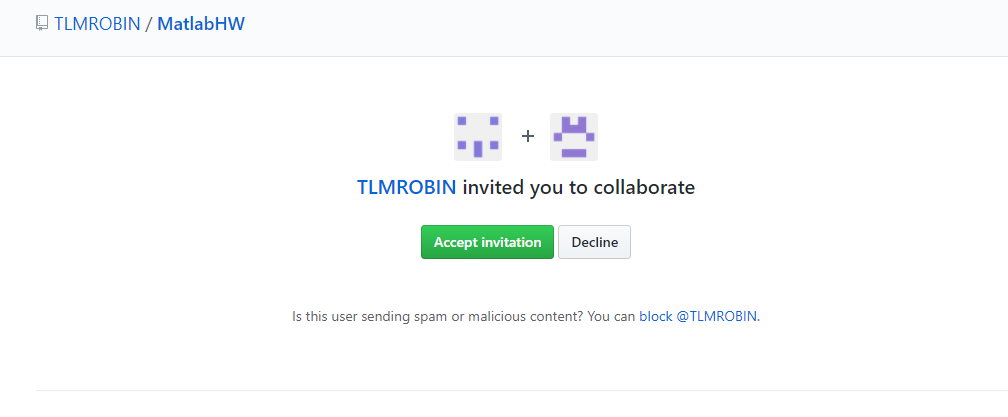 TLMROBIN / MatlabHW
+
TLMROBIN invited you to collaborate
Accept invitation Decline
Is this user sending spam or malicious content? You can block @TLMROBIN.